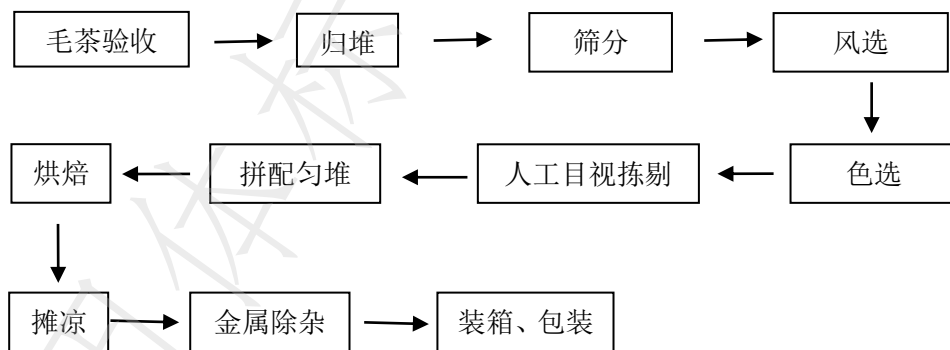 毛茶验收 归堆 筛分 风选
烘焙 拼配匀堆 人工目视拣剔 色选
摊凉 金属除杂 装箱、包装